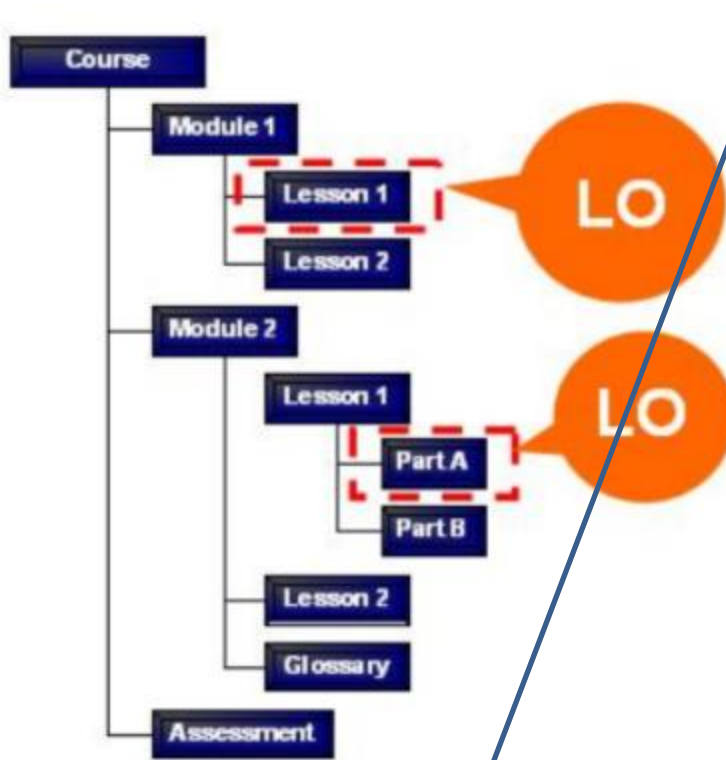 Course
Module 1
Lesson 1
LO
Lesson 2
Module 2
Lesson 1
LO
Part A
Part B
Lesson 2
Glossary
Assessment